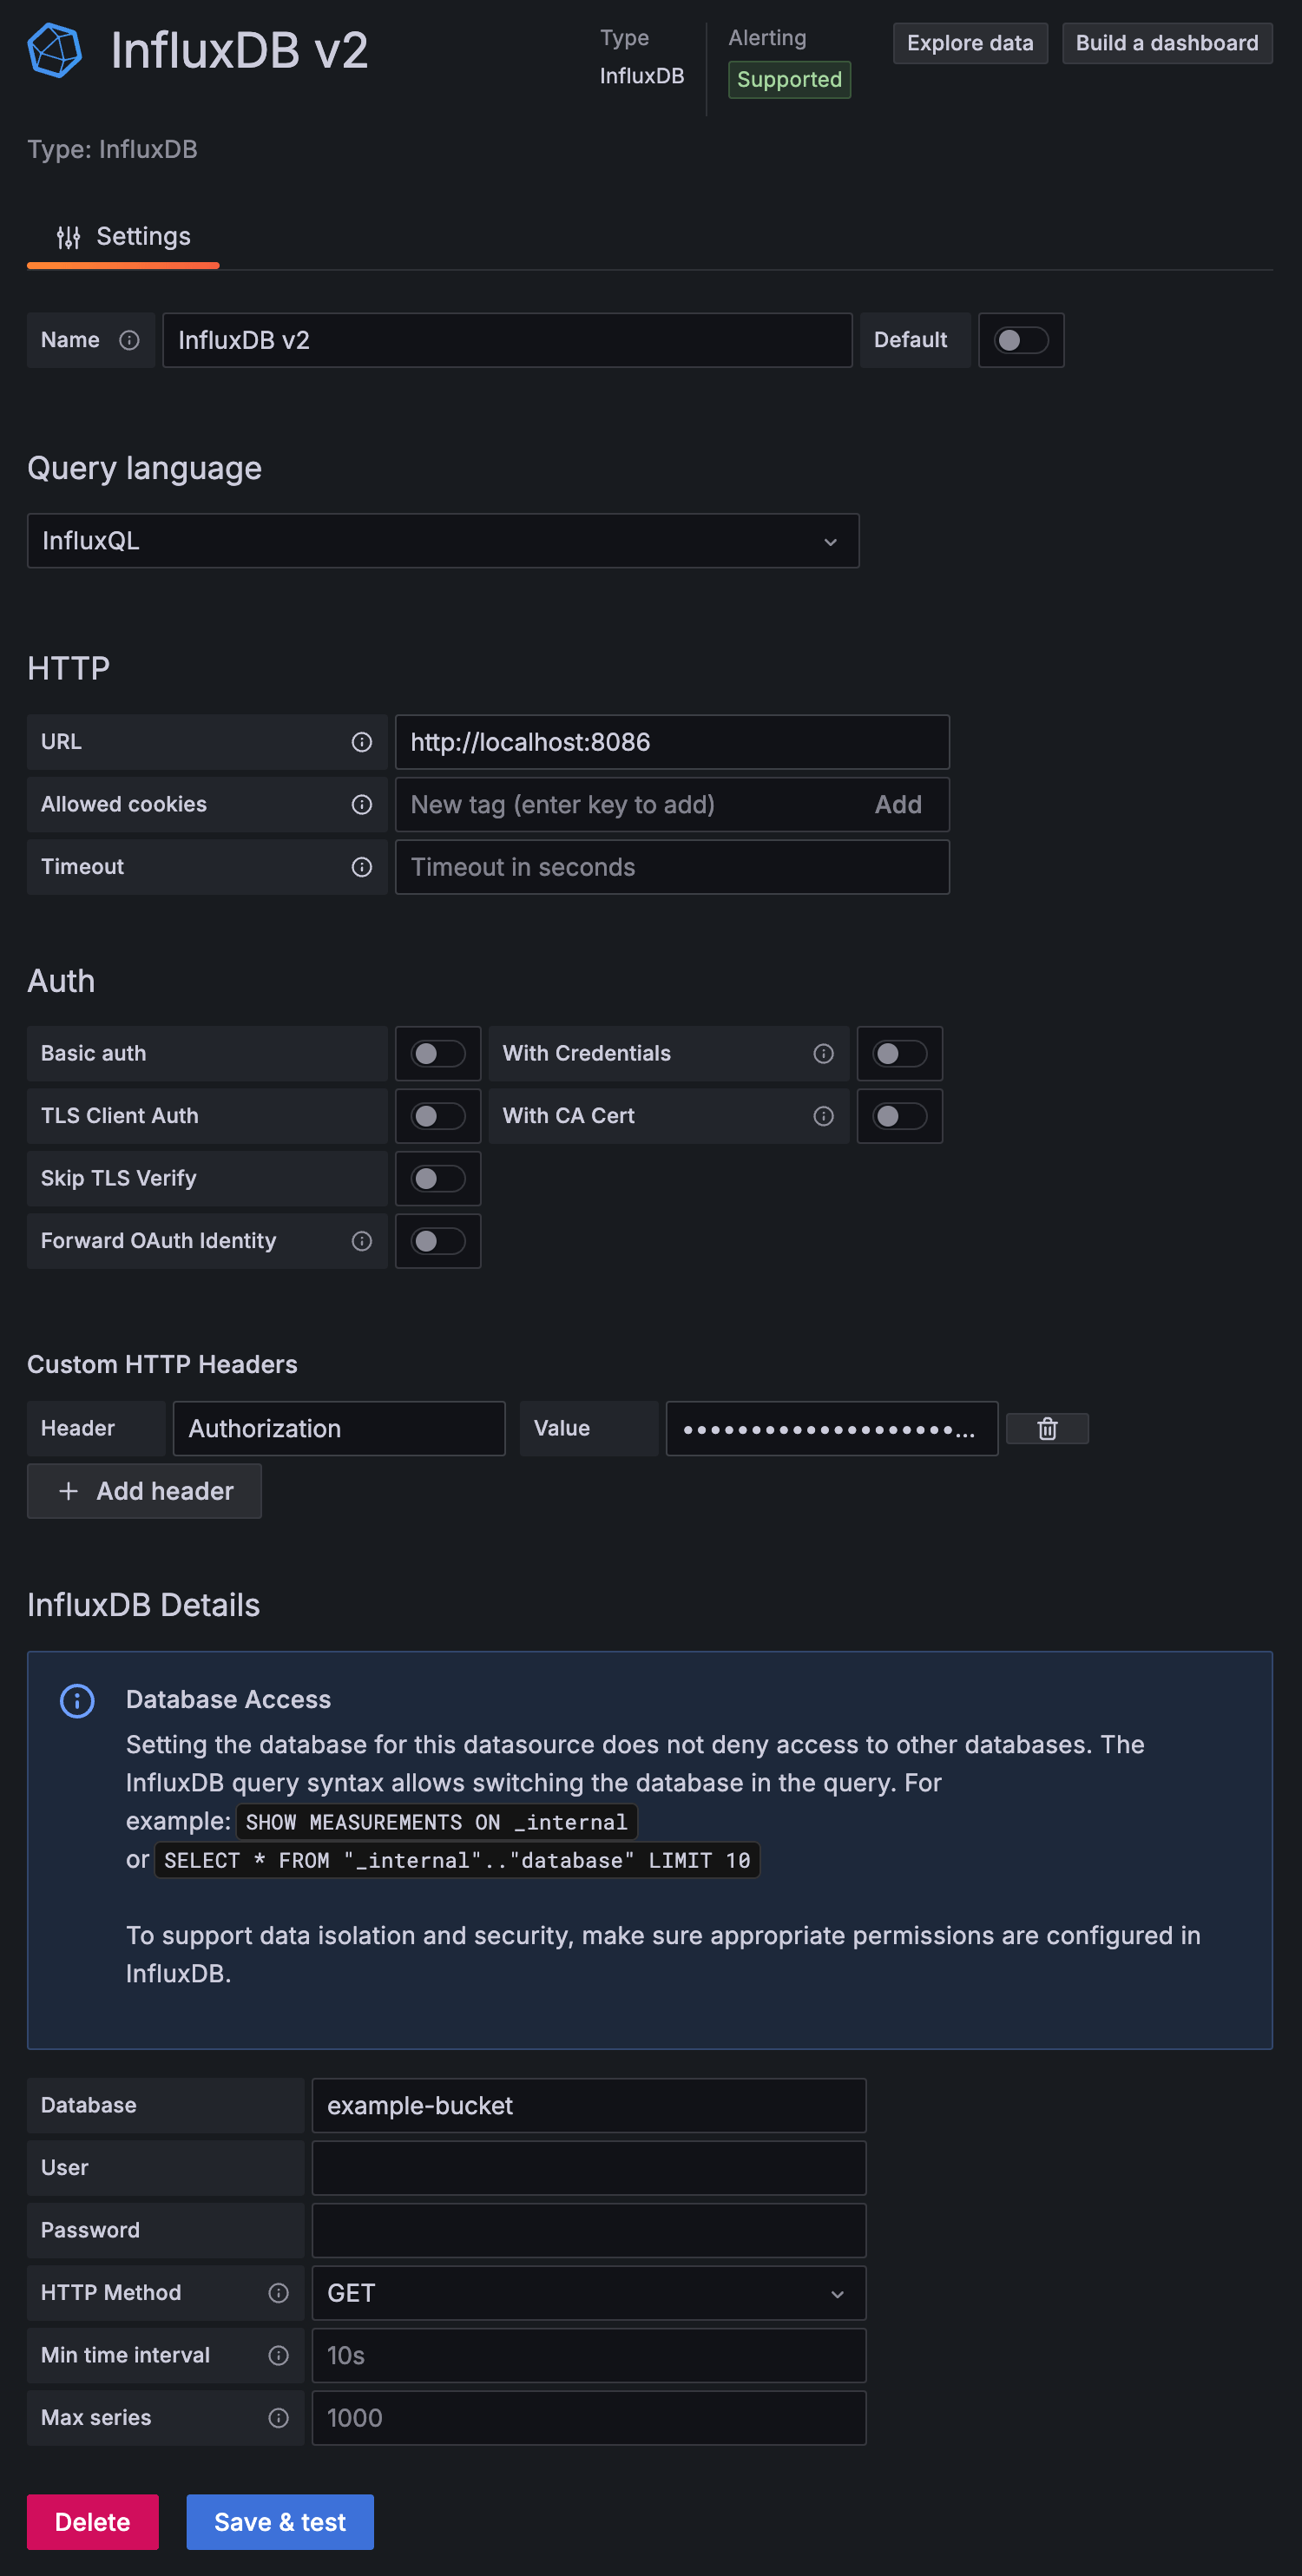 InfluxDB v2
Type
InfluxDB
Alerting
Supported
Explore data
Build a dashboard
Type: InfluxDB
Settings
Name
InfluxDB v2
Default
Query language
InfluxQL
HTTP
URL
http://localhost:8086
Allowed cookies
New tag (enter key to add)
Add
Timeout
Timeout in seconds
Auth
Basic auth
With Credentials
TLS Client Auth
With CA Cert
Skip TLS Verify
Forward OAuth Identity
Custom HTTP Headers
Header
Authorization
Value
••••••••••••••••••••...
Add header
InfluxDB Details
Database Access
Setting the database for this datasource does not deny access to other databases. The
InfluxDB query syntax allows switching the database in the query. For
example: SHOW MEASUREMENTS ON _internal
or SELECT * FROM "_internal".."database" LIMIT 10
To support data isolation and security, make sure appropriate permissions are configured in
InfluxDB.
Database
example-bucket
User
Password
HTTP Method
GET
Min time interval
10s
Max series
1000
Delete
Save & test